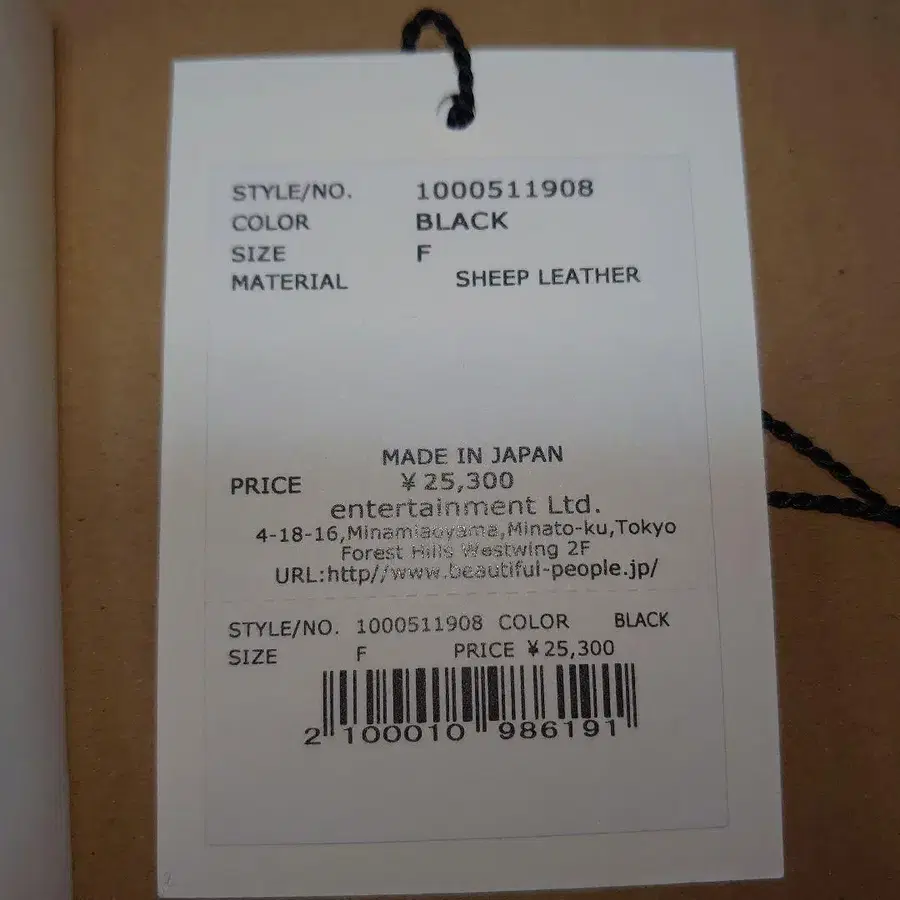 STYLE/NO. 1000511908
COLOR BLACK
SIZE F
MATERIAL SHEEP LEATHER
MADE IN JAPAN
PRICE ¥25,300
entertainment Ltd.
4-18-16,Minamiaoyama,Minato-ku,Tokyo
Forest Hills Westwing 2F
URL:http//www.beautiful-people.jp/
STYLE/NO. 1000511908 COLOR BLACK
SIZE F PRICE ¥25,300
2 100010 986191